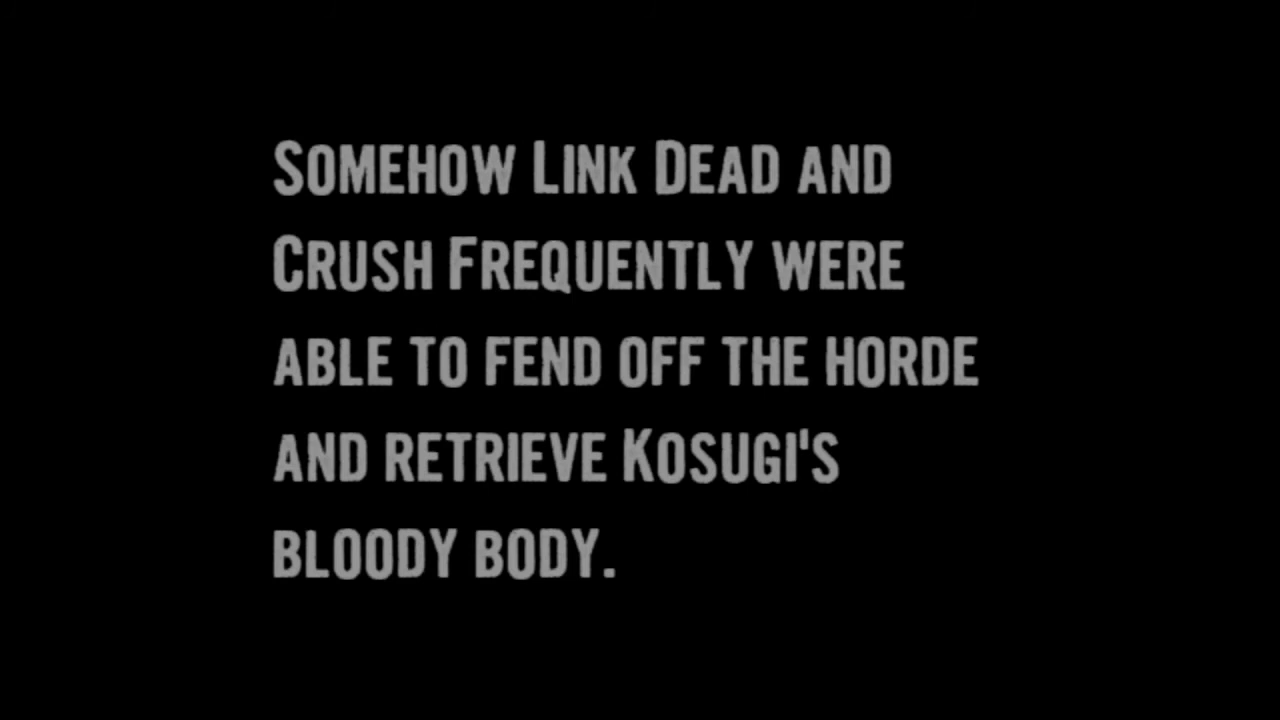 Somehow Link Dead and
Crush Frequently were
able to fend off the horde
and retrieve Kosugi's
bloody body.